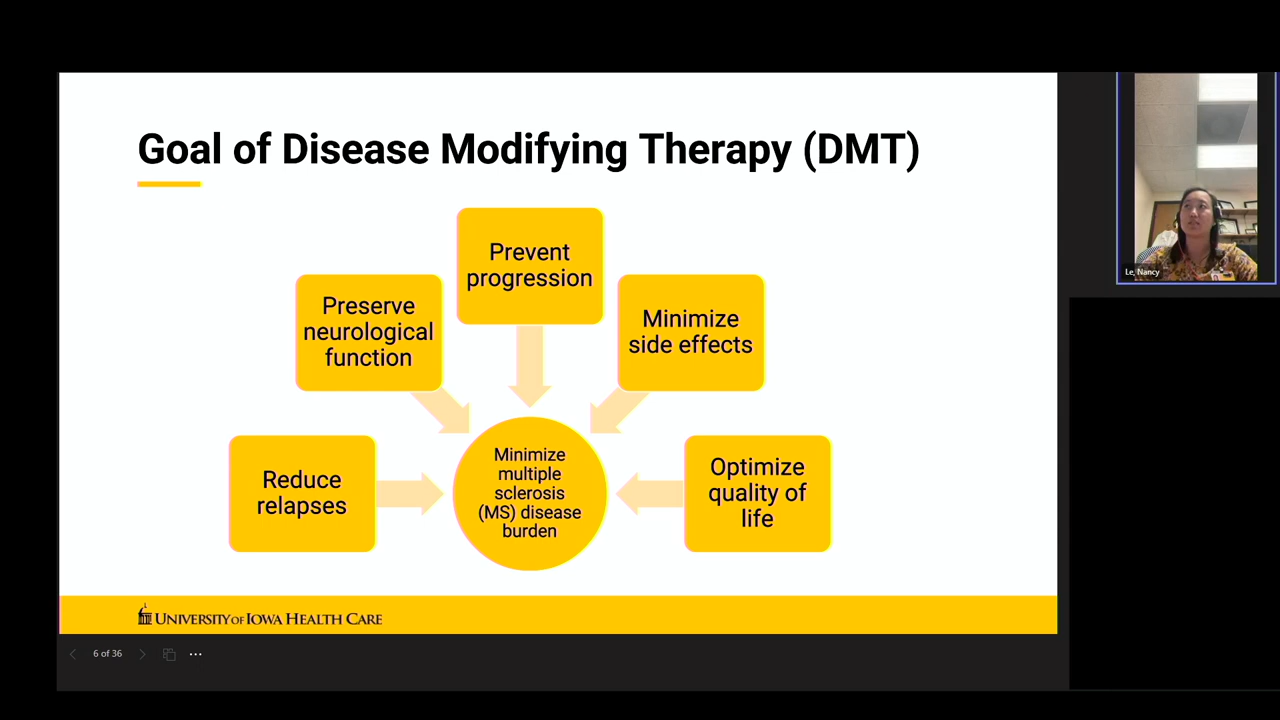 Goal of Disease Modifying Therapy (DMT)
Prevent
progression
Preserve
neurological
function
Minimize
side effects
Reduce
relapses
Minimize
multiple
sclerosis
(MS) disease
burden
Optimize
quality of
life
UNIVERSITY OF IOWA HEALTH CARE
6 of 36
Le, Nancy